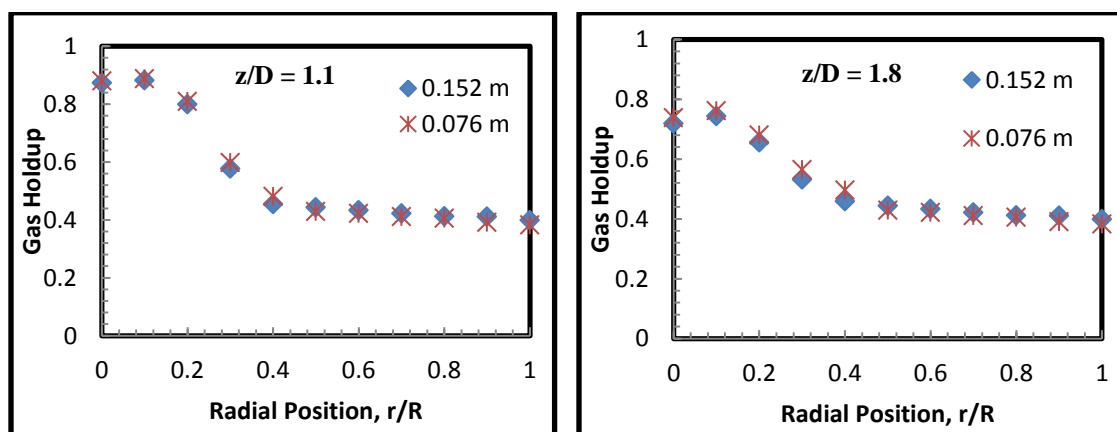 z/D = 1.1
0.152 m
0.076 m
Gas Holdup
1
0.8
0.6
0.4
0.2
0
0 0.2 0.4 0.6 0.8 1
Radial Position, r/R
z/D = 1.8
0.152 m
0.076 m
Gas Holdup
1
0.8
0.6
0.4
0.2
0
0 0.2 0.4 0.6 0.8 1
Radial Position, r/R